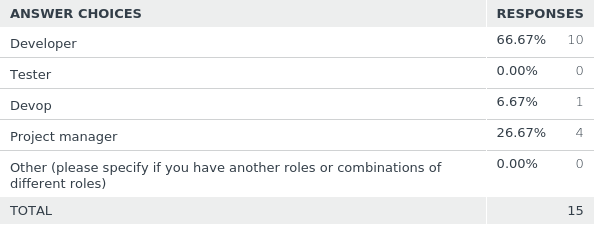 ANSWER CHOICES RESPONSES
Developer 66.67% 10
Tester 0.00% 0
Devop 6.67% 1
Project manager 26.67% 4
Other (please specify if you have another roles or combinations of 0.00% 0
different roles)
TOTAL 15